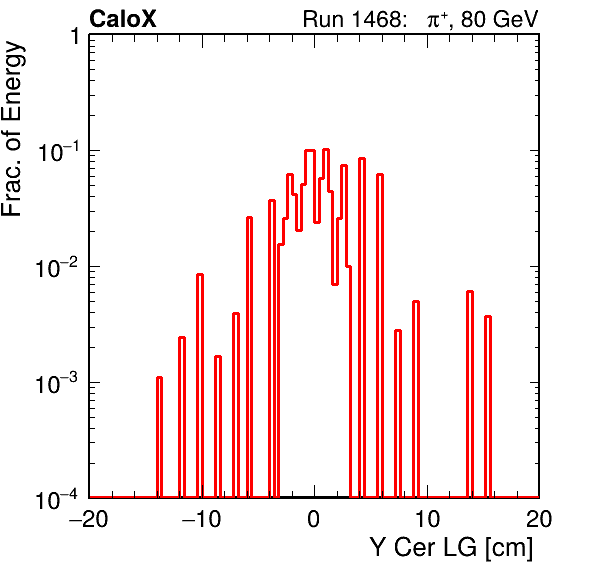 CaloX Run 1468: π⁺, 80 GeV
Frac. of Energy
1
10⁻¹
10⁻²
10⁻³
10⁻⁴
−20 −10 0 10 20
Y Cer LG [cm]